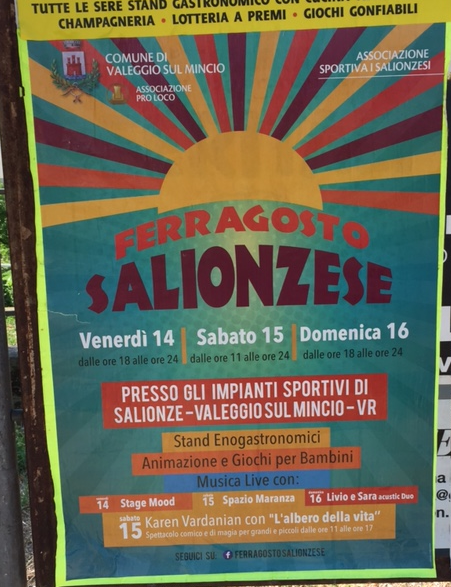 TUTTE LE SERE STAND GASTRONOMICO CON
CHAMPAGNERIA • LOTTERIA A PREMI • GIOCHI GONFIABILI
COMUNE DI
VALEGGIO SUL MINCIO
ASSOCIAZIONE
PRO LOCO
ASSOCIAZIONE
SPORTIVA I SALIONZESI
FERRAGOSTO
SALIONZESE
Venerdì 14
dalle ore 18 alle ore 24
Sabato 15
dalle ore 11 alle ore 24
Domenica 16
dalle ore 18 alle ore 24
PRESSO GLI IMPIANTI SPORTIVI DI
SALIONZE-VALEGGIO SUL MINCIO-VR
Stand Enogastronomici
Animazione e Giochi per Bambini
Musica Live con:
14 Stage Mood
15 Spazio Maranza
16 Livio e Sara acustic Duo
sabato
15 Karen Vardanian con "L'albero della vita"
Spettacolo comico e di magia per grandi e piccoli dalle ore 11 alle ore 17
SEGUICI SU: f FERRAGOSTOSALIONZESE